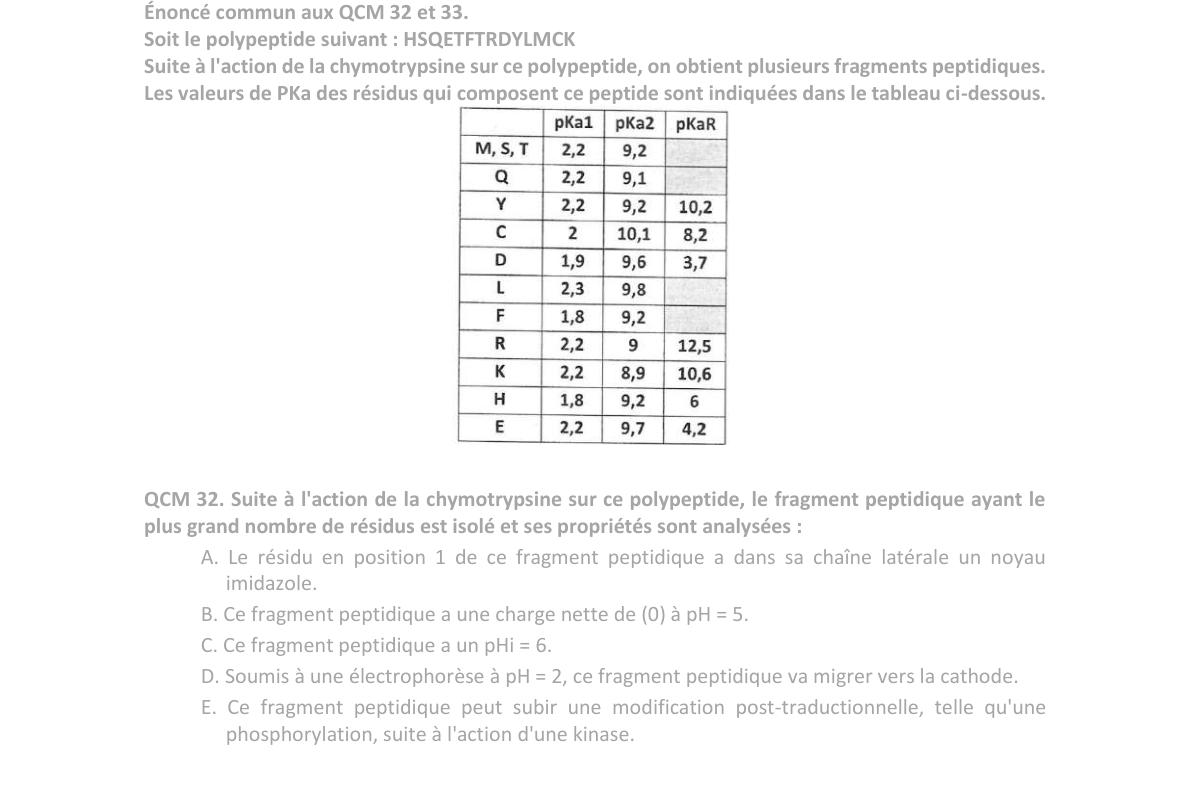 Énoncé commun aux QCM 32 et 33.
Soit le polypeptide suivant : HSQETFTRDYLMCK
Suite à l'action de la chymotrypsine sur ce polypeptide, on obtient plusieurs fragments peptidiques.
Les valeurs de PKa des résidus qui composent ce peptide sont indiquées dans le tableau ci-dessous.
pKa1 pKa2 pKaR
M, S, T 2,2 9,2
Q 2,2 9,1
Y 2,2 9,2 10,2
C 2 10,1 8,2
D 1,9 9,6 3,7
L 2,3 9,8
F 1,8 9,2
R 2,2 9 12,5
K 2,2 8,9 10,6
H 1,8 9,2 6
E 2,2 9,7 4,2
QCM 32. Suite à l'action de la chymotrypsine sur ce polypeptide, le fragment peptidique ayant le
plus grand nombre de résidus est isolé et ses propriétés sont analysées :
A. Le résidu en position 1 de ce fragment peptidique a dans sa chaîne latérale un noyau
imidazole.
B. Ce fragment peptidique a une charge nette de (0) à pH = 5.
C. Ce fragment peptidique a un pHi = 6.
D. Soumis à une électrophorèse à pH = 2, ce fragment peptidique va migrer vers la cathode.
E. Ce fragment peptidique peut subir une modification post-traductionnelle, telle qu'une
phosphorylation, suite à l'action d'une kinase.